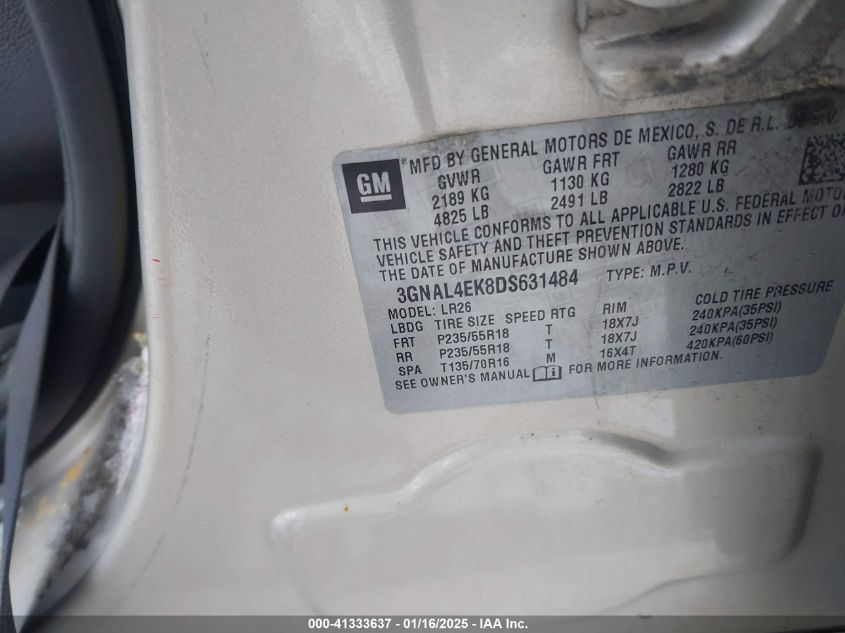 GM
*MFD BY GENERAL MOTORS DE MEXICO, S. DE R.L. DE C.V.
GVWR GAWR FRT GAWR RR
2189 KG 1130 KG 1280 KG
4825 LB 2491 LB 2822 LB
THIS VEHICLE CONFORMS TO ALL APPLICABLE U.S. FEDERAL MOTOR
VEHICLE SAFETY AND THEFT PREVENTION STANDARDS IN EFFECT ON
THE DATE OF MANUFACTURE SHOWN ABOVE.
3GNAL4EK8DS631484 TYPE: M.P.V.
MODEL: LR26
LBDG TIRE SIZE SPEED RTG RIM COLD TIRE PRESSURE
FRT P235/55R18 T 18X7J 240KPA(35PSI)
RR P235/55R18 T 18X7J 240KPA(35PSI)
SPA T135/70R16 M 16X4T 420KPA(60PSI)
SEE OWNER'S MANUAL FOR MORE INFORMATION.
000-41333637 - 01/16/2025 - IAA Inc.